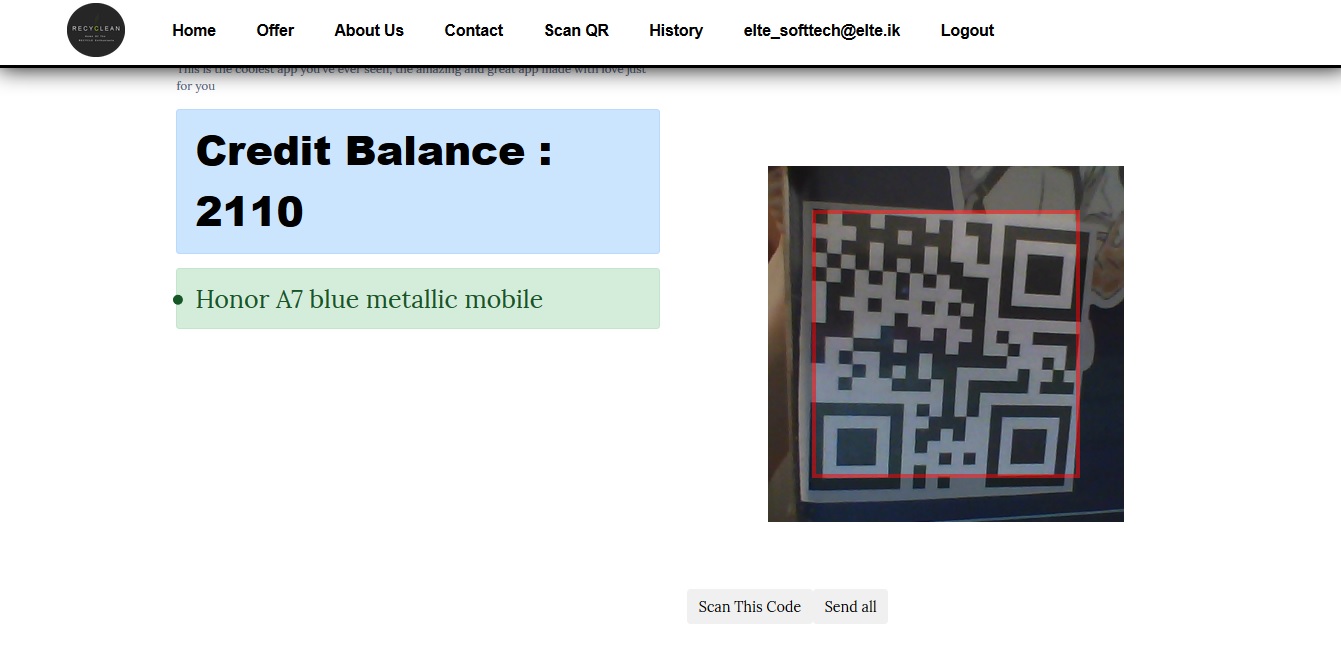 RECYCLEAN
Home
Offer
About Us
Contact
Scan QR
History
elte_softtech@elte.ik
Logout
This is the coolest app you've ever seen, the amazing and great app made with love just
for you
Credit Balance :
2110
Honor A7 blue metallic mobile
Scan This Code
Send all